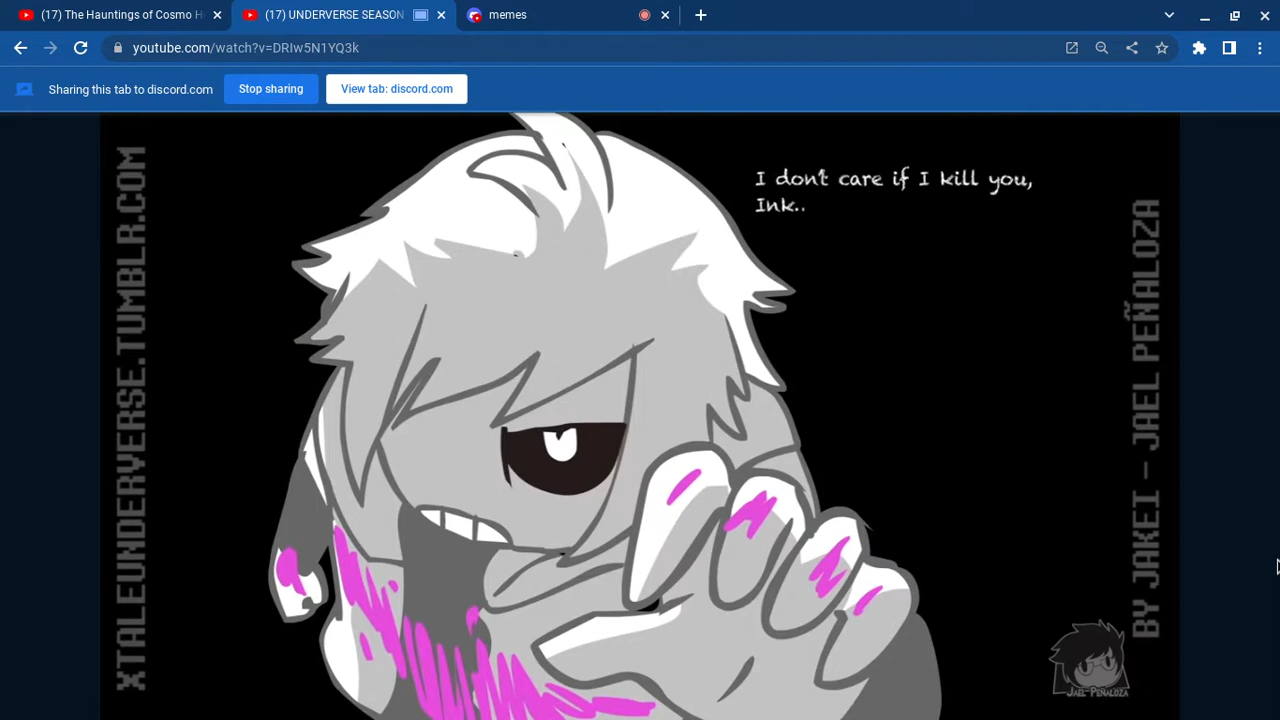 (17) The Hauntings of Cosmo H
(17) UNDERVERSE SEASON
memes
youtube.com/watch?v=DRIw5N1YQ3k
Sharing this tab to discord.com
Stop sharing
View tab: discord.com
I don't care if I kill you,
Ink..
XTALEUNDERVERSE.TUMBLR.COM
BY JAKEI - JAEL PEÑALOZA
JAEL PEÑALOZA